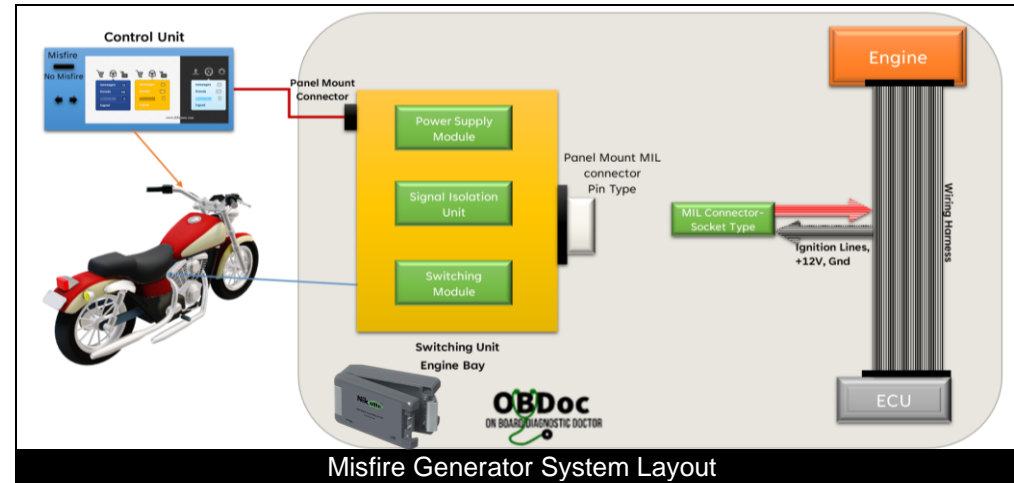 Control Unit
Misfire
No Misfire
Panel Mount
Connector
Power Supply
Module
Signal Isolation
Unit
Switching
Module
Switching Unit
Engine Bay
Panel Mount MIL
connector
Pin Type
MIL Connector-
Socket Type
Ignition Lines,
+12V, Gnd
Engine
Wiring Harness
ECU
OBDoc
ON BOARD DIAGNOSTIC DOCTOR
Misfire Generator System Layout